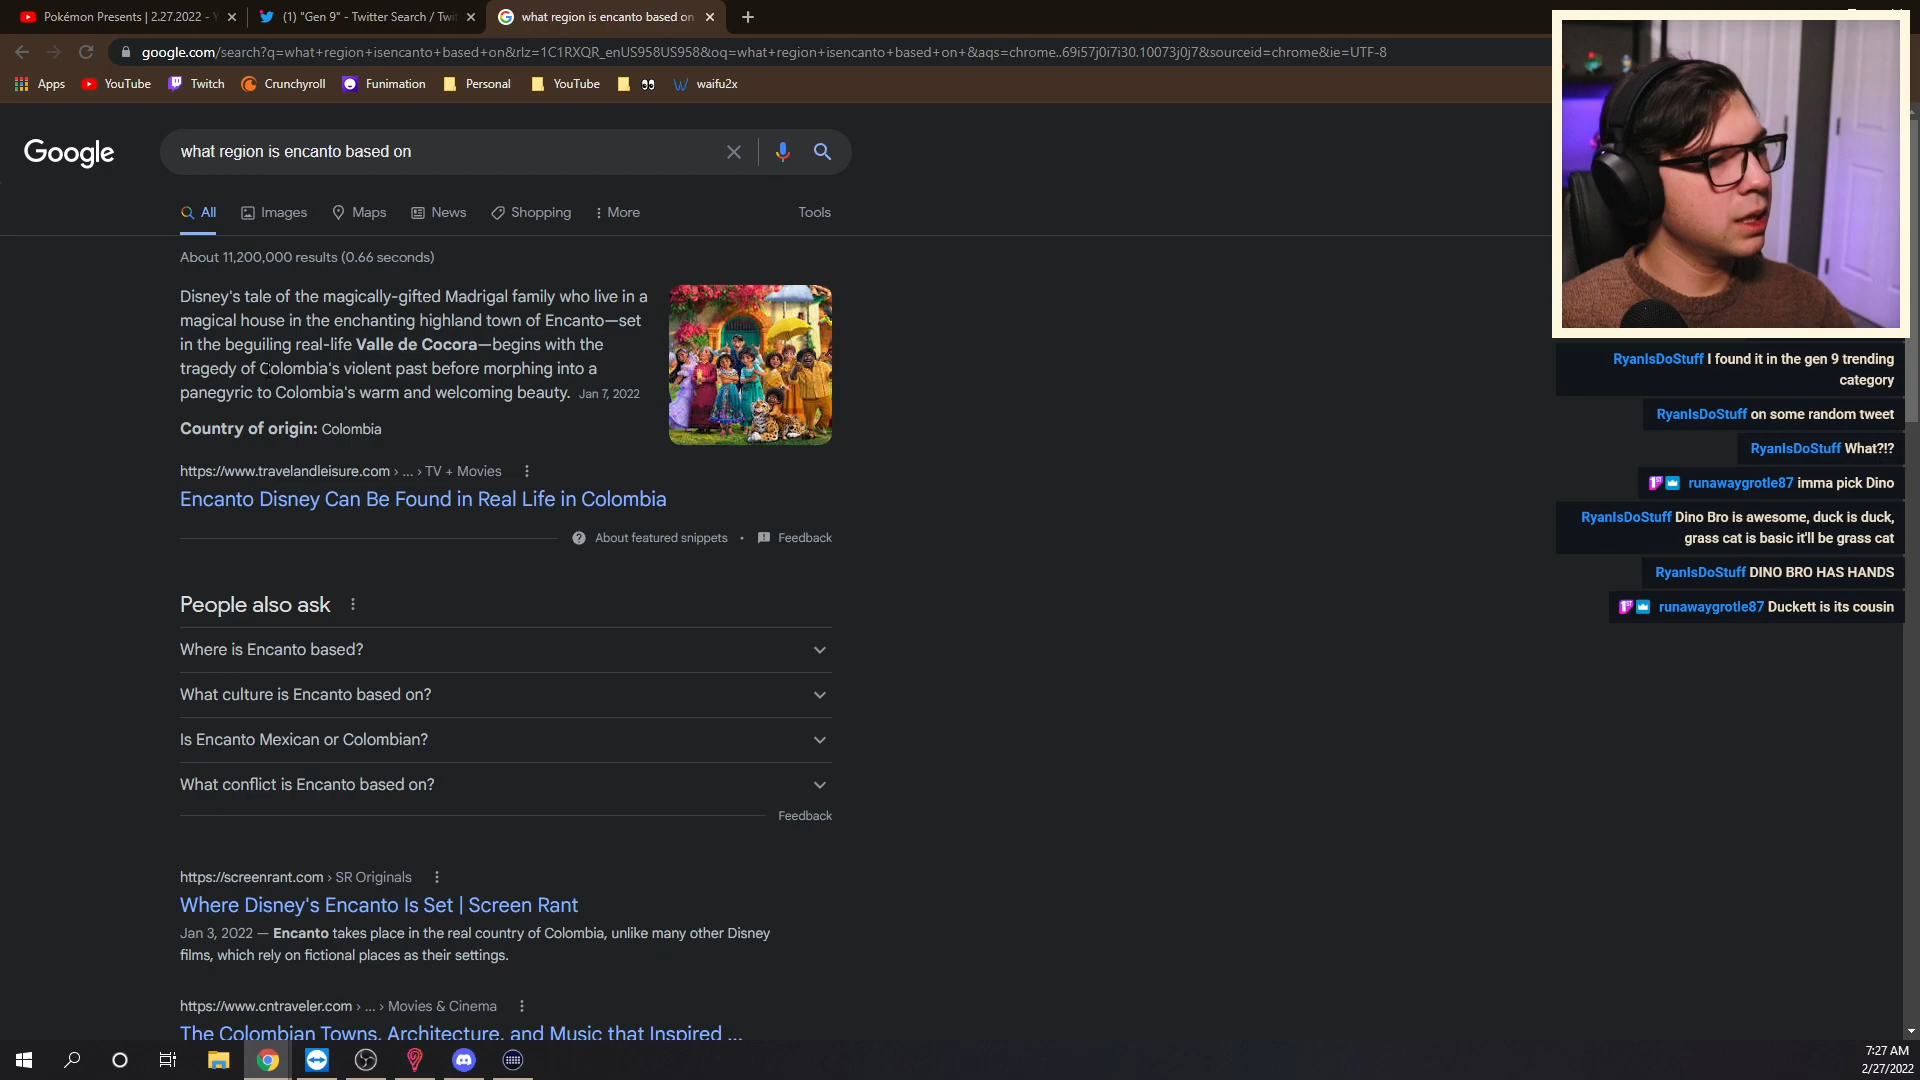 Pokémon Presents | 2.27.2022 -
(1) "Gen 9" - Twitter Search / Twi
what region is encanto based on
google.com/search?q=what+region+isencanto+based+on&rlz=1C1RXQR_enUS958US958&oq=what+region+isencanto+based+on+&aqs=chrome..69i57j0i7i30.10073j0j7&sourceid=chrome&ie=UTF-8
Apps YouTube Twitch Crunchyroll Funimation Personal YouTube 👀 waifu2x
Google
what region is encanto based on
All Images Maps News Shopping More Tools
About 11,200,000 results (0.66 seconds)
Disney's tale of the magically-gifted Madrigal family who live in a
magical house in the enchanting highland town of Encanto—set
in the beguiling real-life Valle de Cocora—begins with the
tragedy of Colombia's violent past before morphing into a
panegyric to Colombia's warm and welcoming beauty. Jan 7, 2022
Country of origin: Colombia
https://www.travelandleisure.com › ... › TV + Movies
Encanto Disney Can Be Found in Real Life in Colombia
About featured snippets • Feedback
People also ask
Where is Encanto based?
What culture is Encanto based on?
Is Encanto Mexican or Colombian?
What conflict is Encanto based on?
Feedback
https://screenrant.com › SR Originals
Where Disney's Encanto Is Set | Screen Rant
Jan 3, 2022 — Encanto takes place in the real country of Colombia, unlike many other Disney
films, which rely on fictional places as their settings.
https://www.cntraveler.com › ... › Movies & Cinema
The Colombian Towns, Architecture, and Music that Inspired ...
RyanIsDoStuff I found it in the gen 9 trending
category
RyanIsDoStuff on some random tweet
RyanIsDoStuff What?!?
runawaygrotle87 imma pick Dino
RyanIsDoStuff Dino Bro is awesome, duck is duck,
grass cat is basic it'll be grass cat
RyanIsDoStuff DINO BRO HAS HANDS
runawaygrotle87 Duckett is its cousin
7:27 AM
2/27/2022